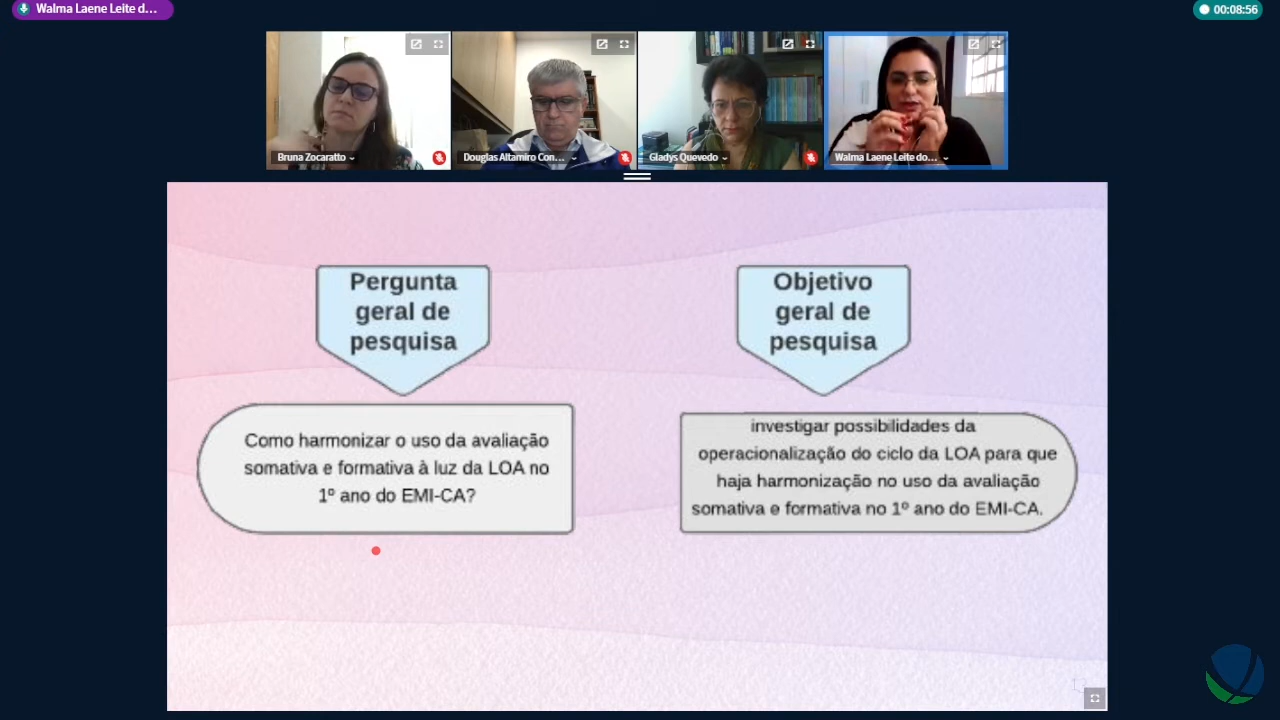 Walma Laene Leite d...
00:08:56
Bruna Zocaratto
Douglas Altamiro Con...
Gladys Quevedo
Walma Laene Leite do...
Pergunta
geral de
pesquisa
Como harmonizar o uso da avaliação
somativa e formativa à luz da LOA no
1º ano do EMI-CA?
Objetivo
geral de
pesquisa
investigar possibilidades da
operacionalização do ciclo da LOA para que
haja harmonização no uso da avaliação
somativa e formativa no 1º ano do EMI-CA.